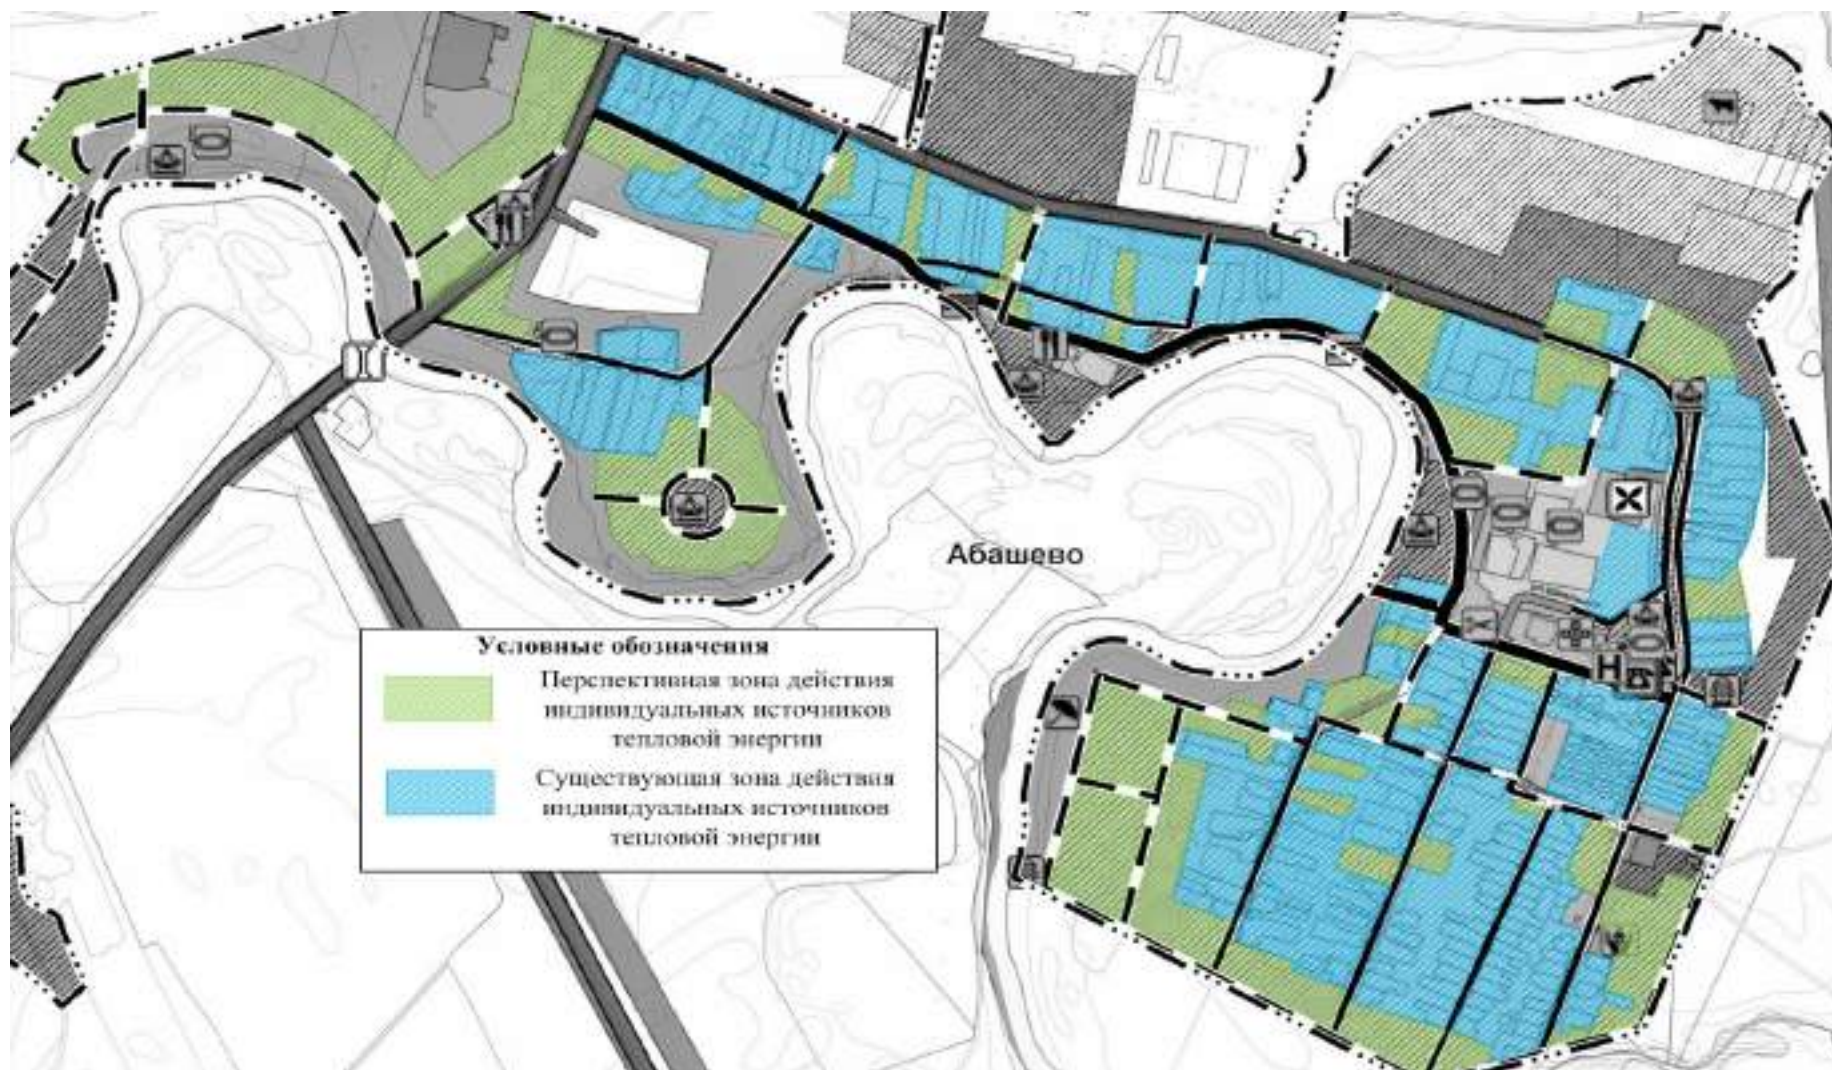 Абашево
Условные обозначения
Перспективная зона действия
индивидуальных источников
тепловой энергии
Существующая зона действия
индивидуальных источников
тепловой энергии
Н